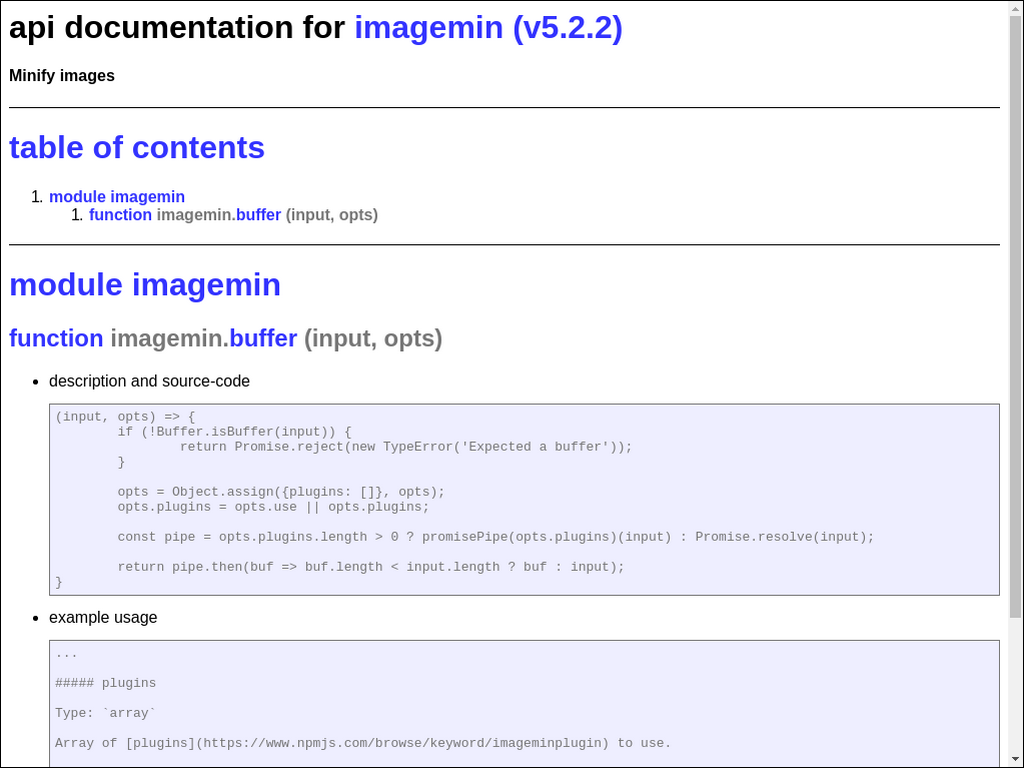 api documentation for imagemin (v5.2.2)
Minify images
table of contents
1. module imagemin
1. function imagemin.buffer (input, opts)
module imagemin
function imagemin.buffer (input, opts)
• description and source-code
(input, opts) => {
        if (!Buffer.isBuffer(input)) {
                return Promise.reject(new TypeError('Expected a buffer'));
        }
        opts = Object.assign({plugins: []}, opts);
        opts.plugins = opts.use || opts.plugins;
        const pipe = opts.plugins.length > 0 ? promisePipe(opts.plugins)(input) : Promise.resolve(input);
        return pipe.then(buf => buf.length < input.length ? buf : input);
}
• example usage
...
##### plugins
Type: `array`
Array of [plugins](https://www.npmjs.com/browse/keyword/imageminplugin) to use.